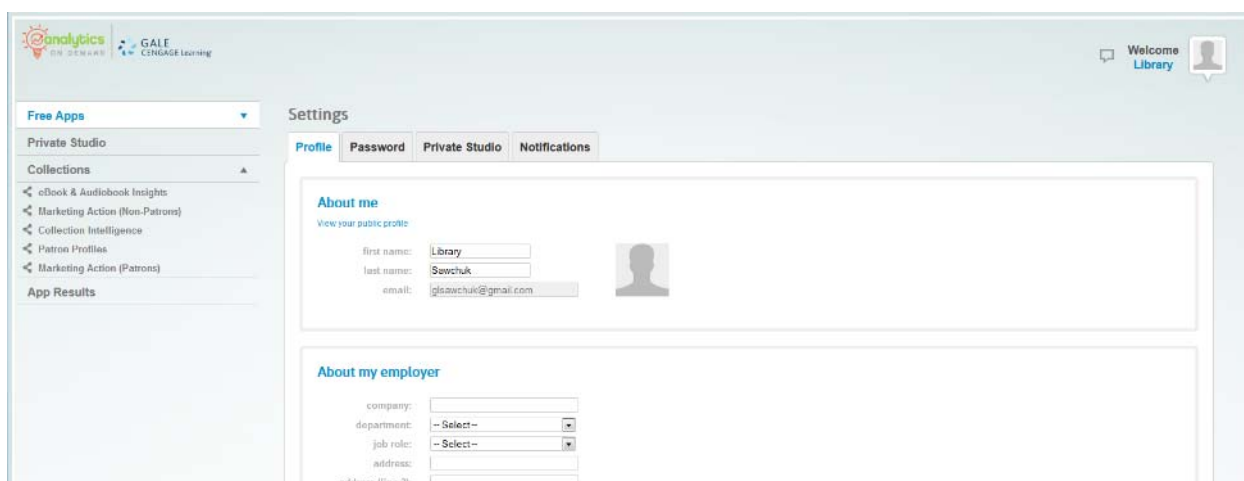 analytics
ON DEMAND
GALE
CENGAGE Learning
Welcome
Library
Free Apps
Private Studio
Collections
eBook & Audiobook Insights
Marketing Action (Non-Patrons)
Collection Intelligence
Patron Profiles
Marketing Action (Patrons)
App Results
Settings
Profile Password Private Studio Notifications
About me
View your public profile
first name: Library
last name: Sawchuk
email: glsawchuk@gmail.com
About my employer
company:
department: -- Select --
job role: -- Select --
address: